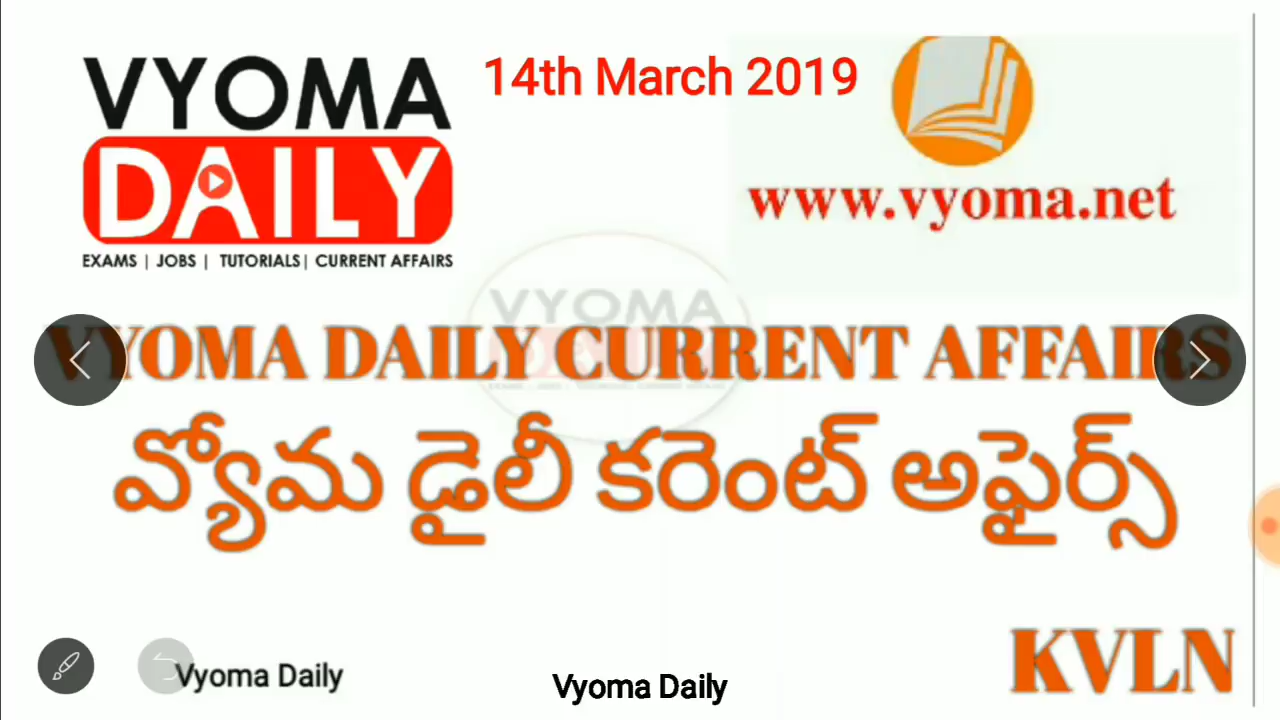 VYOMA
DAILY
EXAMS | JOBS | TUTORIALS | CURRENT AFFAIRS
14th March 2019
www.vyoma.net
VYOMA
VYOMA DAILY CURRENT AFFAIRS
వ్యోమ డైలీ కరెంట్ అఫైర్స్
KVLN
Vyoma Daily
Vyoma Daily